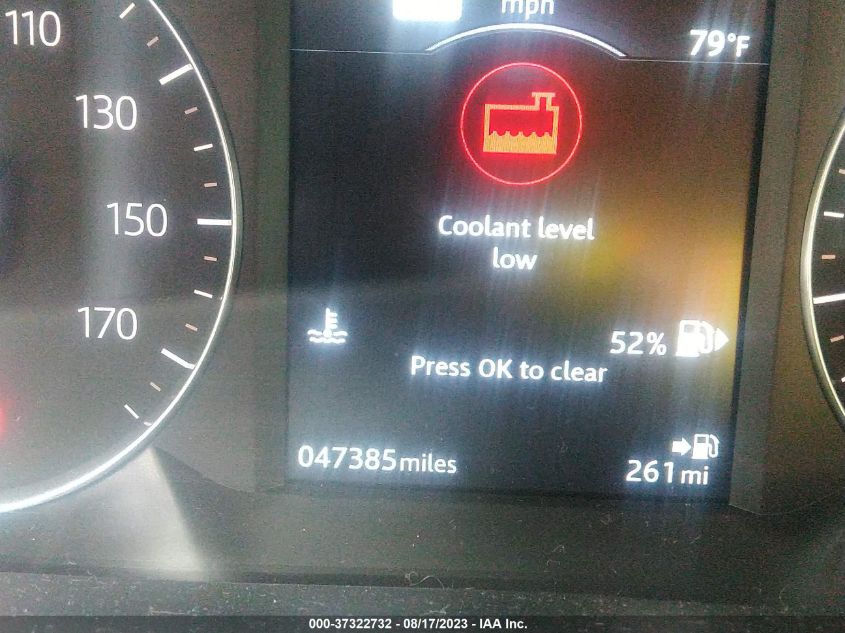 mph
110
79°F
130
150
Coolant level
low
170
52%
Press OK to clear
047385 miles
261 mi
000-37322732 - 08/17/2023 - IAA Inc.